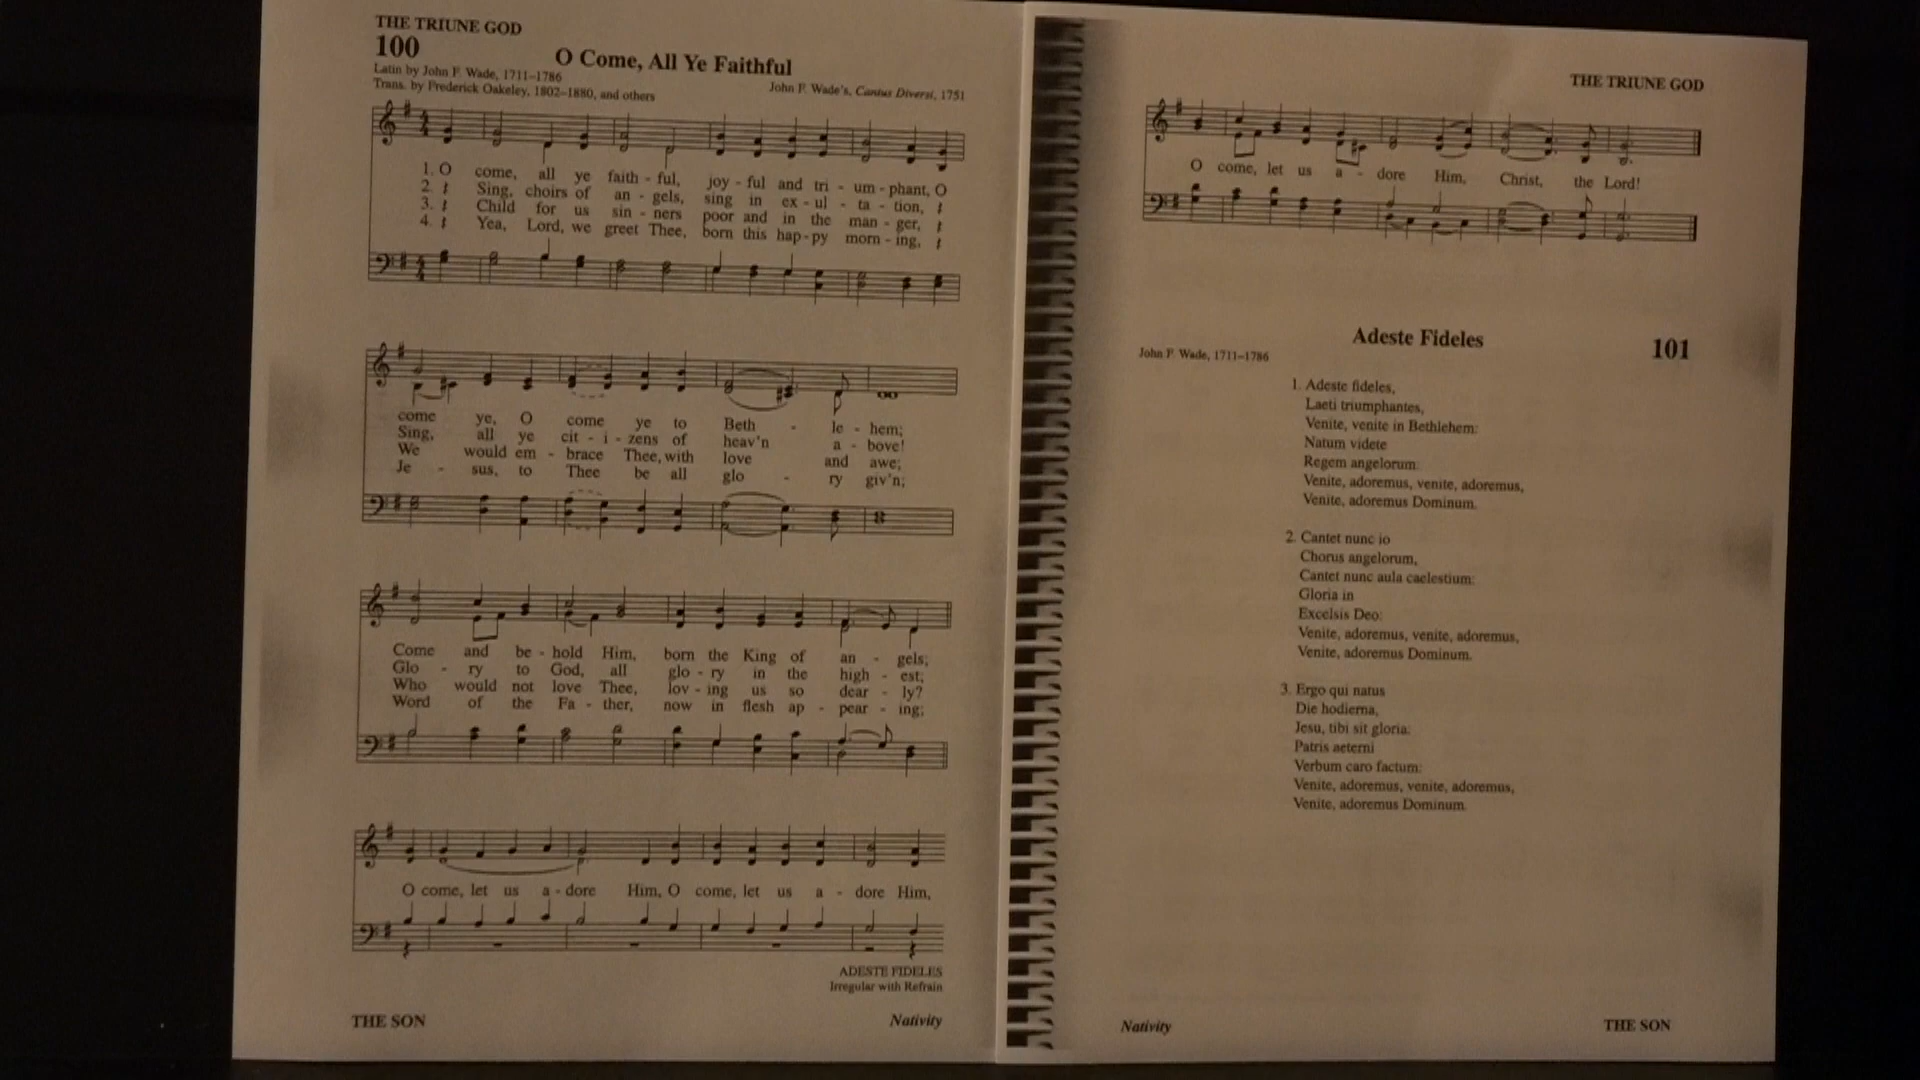 THE TRIUNE GOD
100
O Come, All Ye Faithful
Latin by John F. Wade, 1711–1786
Trans. by Frederick Oakeley, 1802–1880, and others
John F. Wade's, Cantus Diversi, 1751
1. O come, all ye faith - ful, joy - ful and tri - um - phant, O
2. Sing, choirs of an - gels, sing in ex - ul - ta - tion,
3. Child for us sin - ners poor and in the man - ger,
4. Yea, Lord, we greet Thee, born this hap - py morn - ing,
come ye, O come ye to Beth - le - hem;
Sing, all ye cit - i - zens of heav'n a - bove!
We would em - brace Thee, with love and awe;
Je - sus, to Thee be all glo - ry giv'n;
Come and be - hold Him, born the King of an - gels;
Glo - ry to God, all glo - ry in the high - est;
Who would not love Thee, lov - ing us so dear - ly?
Word of the Fa - ther, now in flesh ap - pear - ing;
O come, let us a - dore Him, O come, let us a - dore Him,
ADESTE FIDELES
Irregular with Refrain
THE SON
Nativity
THE TRIUNE GOD
O come, let us a - dore Him, Christ, the Lord!
Adeste Fideles
101
John F. Wade, 1711–1786
1. Adeste fideles,
Laeti triumphantes,
Venite, venite in Bethlehem:
Natum videte
Regem angelorum:
Venite, adoremus, venite, adoremus,
Venite, adoremus Dominum.
2. Cantet nunc io
Chorus angelorum,
Cantet nunc aula caelestium:
Gloria in
Excelsis Deo:
Venite, adoremus, venite, adoremus,
Venite, adoremus Dominum.
3. Ergo qui natus
Die hodierna,
Jesu, tibi sit gloria:
Patris aeterni
Verbum caro factum:
Venite, adoremus, venite, adoremus,
Venite, adoremus Dominum.
Nativity
THE SON